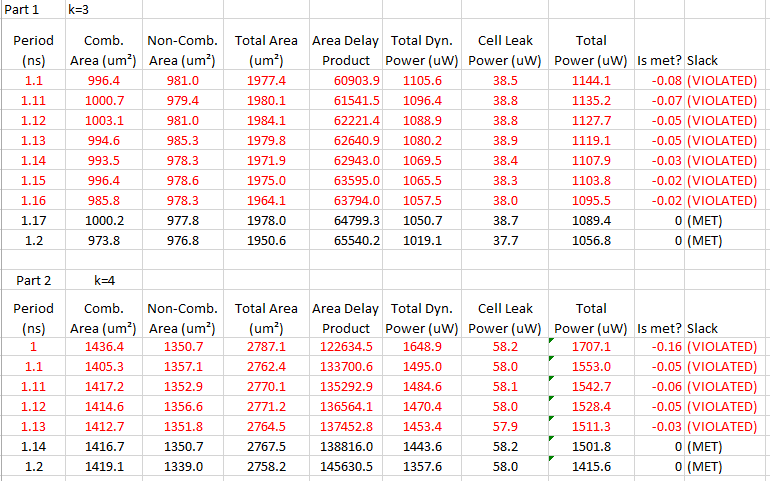 Part 1 k=3
Period Comb. Non-Comb. Total Area Area Delay Total Dyn. Cell Leak Total
(ns) Area (um²) Area (um²) (um²) Product Power (uW) Power (uW) Power (uW) Is met? Slack
1.1 996.4 981.0 1977.4 60903.9 1105.6 38.5 1144.1 -0.08 (VIOLATED)
1.11 1000.7 979.4 1980.1 61541.5 1096.4 38.8 1135.2 -0.07 (VIOLATED)
1.12 1003.1 981.0 1984.1 62221.4 1088.9 38.8 1127.7 -0.05 (VIOLATED)
1.13 994.6 985.3 1979.8 62640.9 1080.2 38.9 1119.1 -0.05 (VIOLATED)
1.14 993.5 978.3 1971.9 62943.0 1069.5 38.4 1107.9 -0.03 (VIOLATED)
1.15 996.4 978.6 1975.0 63595.0 1065.5 38.3 1103.8 -0.02 (VIOLATED)
1.16 985.8 978.3 1964.1 63794.0 1057.5 38.0 1095.5 -0.02 (VIOLATED)
1.17 1000.2 977.8 1978.0 64799.3 1050.7 38.7 1089.4 0 (MET)
1.2 973.8 976.8 1950.6 65540.2 1019.1 37.7 1056.8 0 (MET)
Part 2 k=4
Period Comb. Non-Comb. Total Area Area Delay Total Dyn. Cell Leak Total
(ns) Area (um²) Area (um²) (um²) Product Power (uW) Power (uW) Power (uW) Is met? Slack
1 1436.4 1350.7 2787.1 122634.5 1648.9 58.2 1707.1 -0.16 (VIOLATED)
1.1 1405.3 1357.1 2762.4 133700.6 1495.0 58.0 1553.0 -0.05 (VIOLATED)
1.11 1417.2 1352.9 2770.1 135292.9 1484.6 58.1 1542.7 -0.06 (VIOLATED)
1.12 1414.6 1356.6 2771.2 136564.1 1470.4 58.0 1528.4 -0.05 (VIOLATED)
1.13 1412.7 1351.8 2764.5 137452.8 1453.4 57.9 1511.3 -0.03 (VIOLATED)
1.14 1416.7 1350.7 2767.5 138816.0 1443.6 58.2 1501.8 0 (MET)
1.2 1419.1 1339.0 2758.2 145630.5 1357.6 58.0 1415.6 0 (MET)